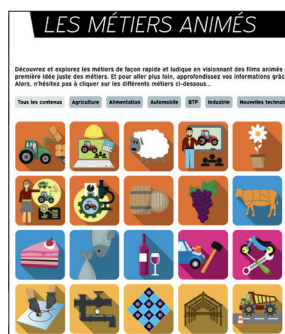 LES MÉTIERS ANIMÉS
Découvrez et explorez les métiers de façon rapide et ludique en visionnant des films animés
première idée juste des métiers. Et pour aller plus loin, approfondissez vos informations
Alors, n'hésitez pas à cliquer sur les différents métiers ci-dessous...
Tous les contenus Agriculture Alimentation Automobile BTP Industrie Nouvelles